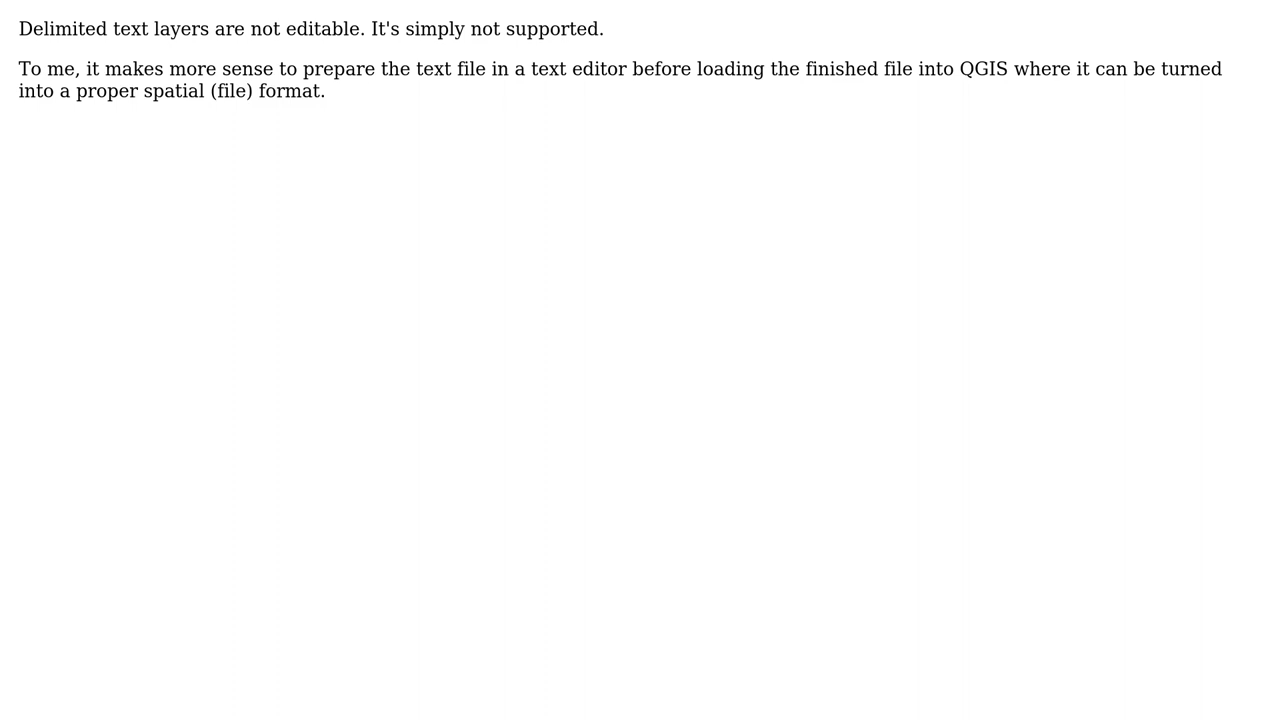 Delimited text layers are not editable. It's simply not supported.
To me, it makes more sense to prepare the text file in a text editor before loading the finished file into QGIS where it can be turned
into a proper spatial (file) format.